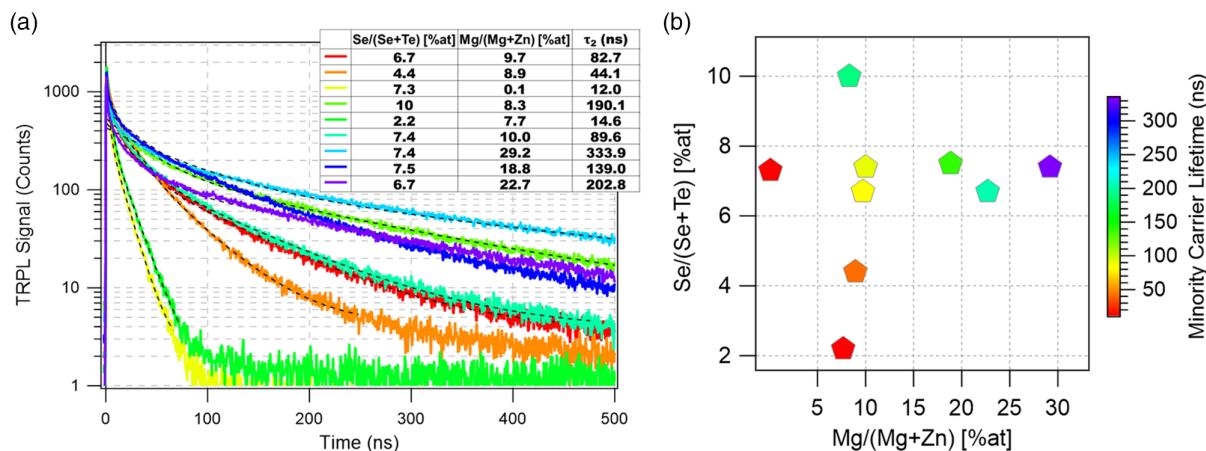 (a)
Se/(Se+Te) [%at] Mg/(Mg+Zn) [%at] τ2 (ns)
6.7 9.7 82.7
4.4 8.9 44.1
7.3 0.1 12.0
10 8.3 190.1
2.2 7.7 14.6
7.4 10.0 89.6
7.4 29.2 333.9
7.5 18.8 139.0
6.7 22.7 202.8
1000
100
10
1
TRPL Signal (Counts)
0 100 200 300 400 500
Time (ns)
(b)
10
8
6
4
2
Se/(Se+Te) [%at]
5 10 15 20 25 30
Mg/(Mg+Zn) [%at]
300
250
200
150
100
50
Minority Carrier Lifetime (ns)